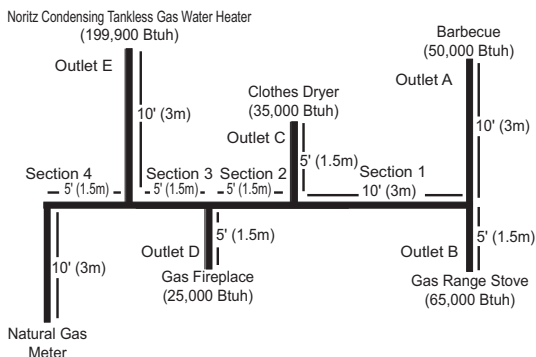 Noritz Condensing Tankless Gas Water Heater
(199,900 Btuh)
Outlet E
10' (3m)
Barbecue
(50,000 Btuh)
Outlet A
10' (3m)
Clothes Dryer
(35,000 Btuh)
Outlet C
5' (1.5m)
Section 4
5' (1.5m)
Section 3
5' (1.5m)
Section 2
5' (1.5m)
Section 1
10' (3m)
10' (3m)
Natural Gas
Meter
Outlet D
5' (1.5m)
Gas Fireplace
(25,000 Btuh)
Outlet B
5' (1.5m)
Gas Range Stove
(65,000 Btuh)